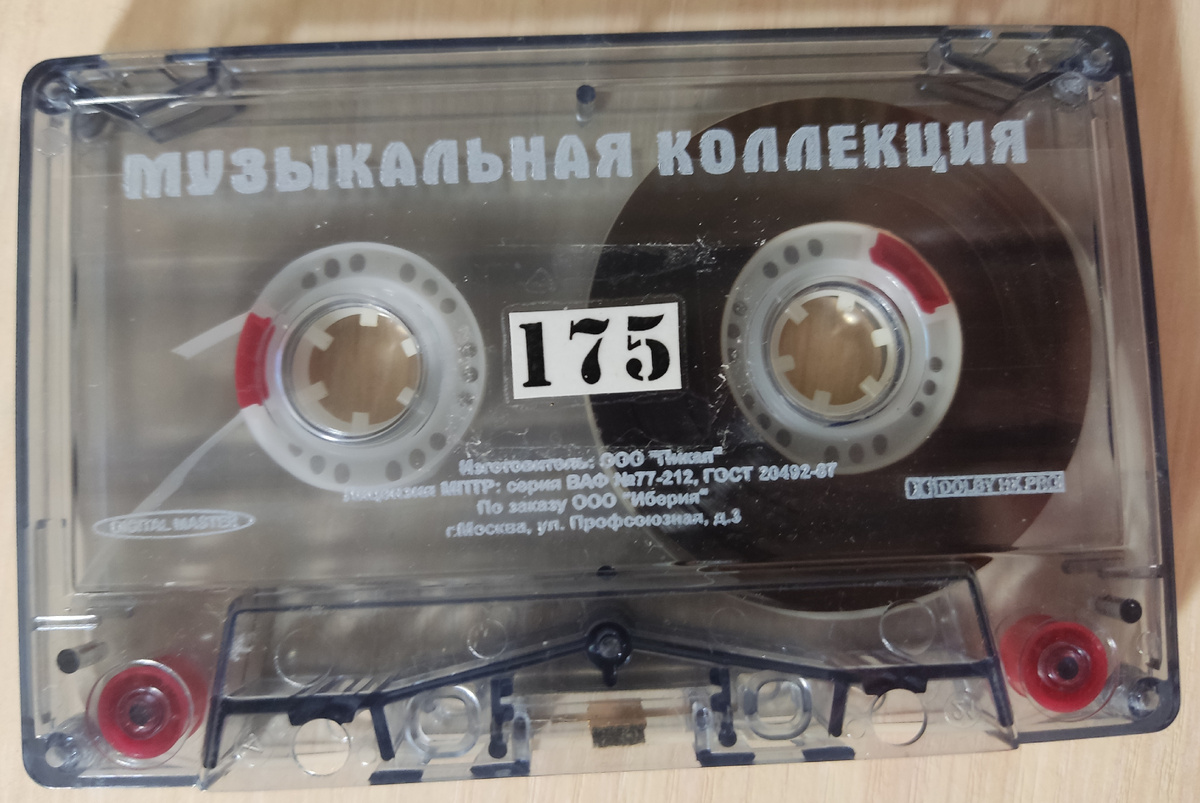 МУЗЫКАЛЬНАЯ КОЛЛЕКЦИЯ
175
Изготовитель: ООО "Пикал"
Лицензия МПТР: серия ВАФ №77-212, ГОСТ 20492-87
По заказу ООО "Иберия"
г.Москва, ул. Профсоюзная, д.3
DIGITAL MASTER
DOLBY HX PRO